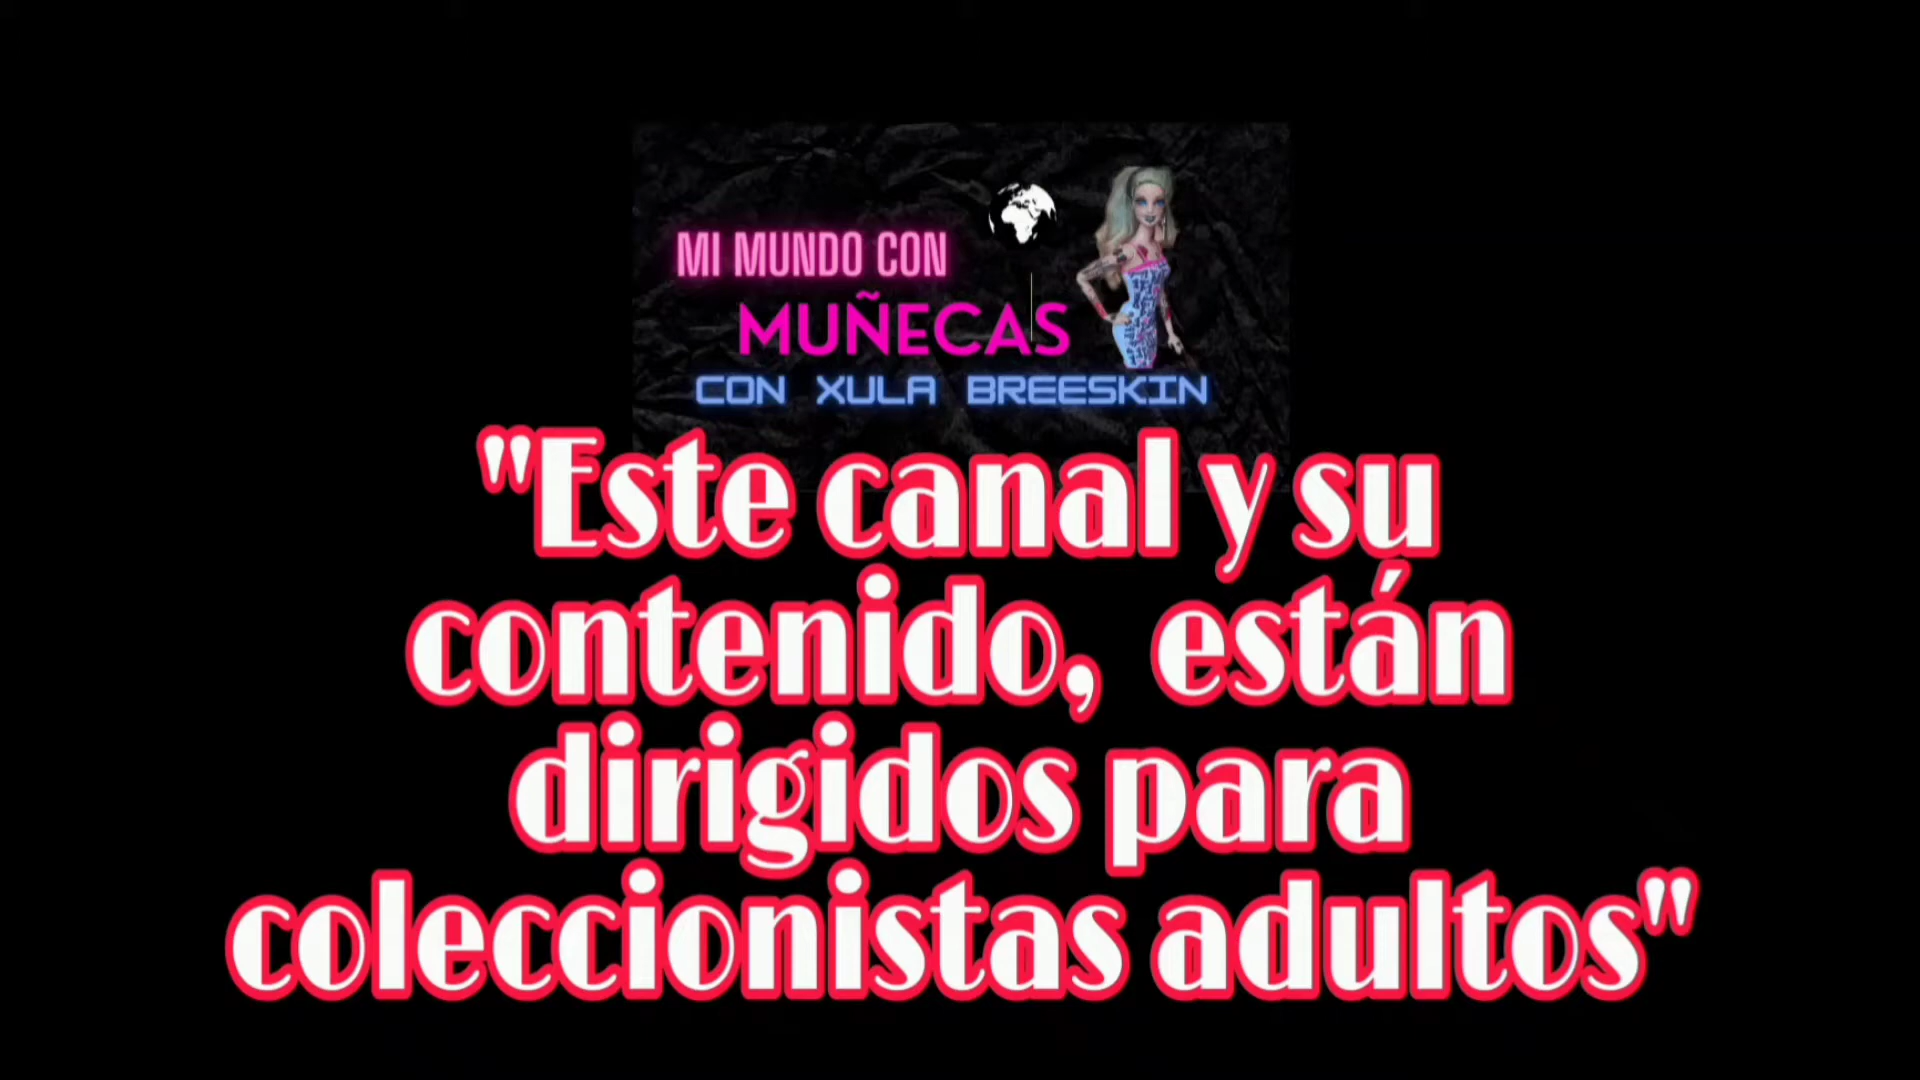 MI MUNDO CON
MUÑECAS
CON XULA BREESKIN
"Este canal y su
contenido, están
dirigidos para
coleccionistas adultos"